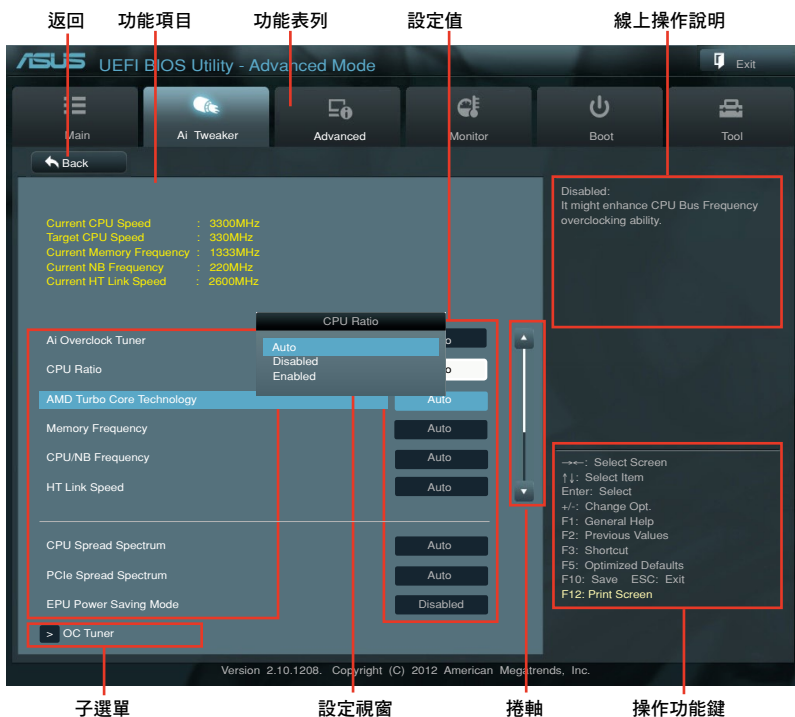 返回 功能項目 功能表列 設定值 線上操作說明
ASUS UEFI BIOS Utility - Advanced Mode Exit
Main Ai Tweaker Advanced Monitor Boot Tool
Back
Disabled:
It might enhance CPU Bus Frequency
overclocking ability.
Current CPU Speed : 3300MHz
Target CPU Speed : 330MHz
Current Memory Frequency : 1333MHz
Current NB Frequency : 220MHz
Current HT Link Speed : 2600MHz
CPU Ratio
Auto
Disabled
Enabled
Ai Overclock Tuner o
CPU Ratio o
AMD Turbo Core Technology Auto
Memory Frequency Auto
CPU/NB Frequency Auto
HT Link Speed Auto
CPU Spread Spectrum Auto
PCIe Spread Spectrum Auto
EPU Power Saving Mode Disabled
> OC Tuner
→←: Select Screen
↑↓: Select Item
Enter: Select
+/-: Change Opt.
F1: General Help
F2: Previous Values
F3: Shortcut
F5: Optimized Defaults
F10: Save ESC: Exit
F12: Print Screen
Version 2.10.1208. Copyright (C) 2012 American Megatrends, Inc.
子選單 設定視窗 捲軸 操作功能鍵